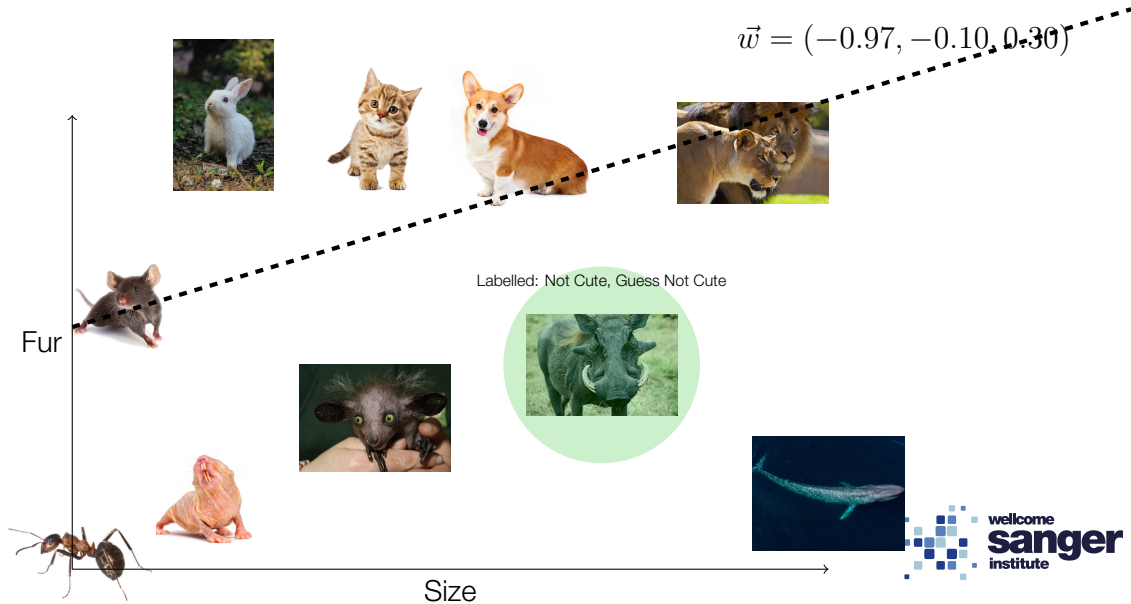 w⃗ = (−0.97, −0.10, 0.30)
Labelled: Not Cute, Guess Not Cute
Fur
Size
wellcome
sanger
institute